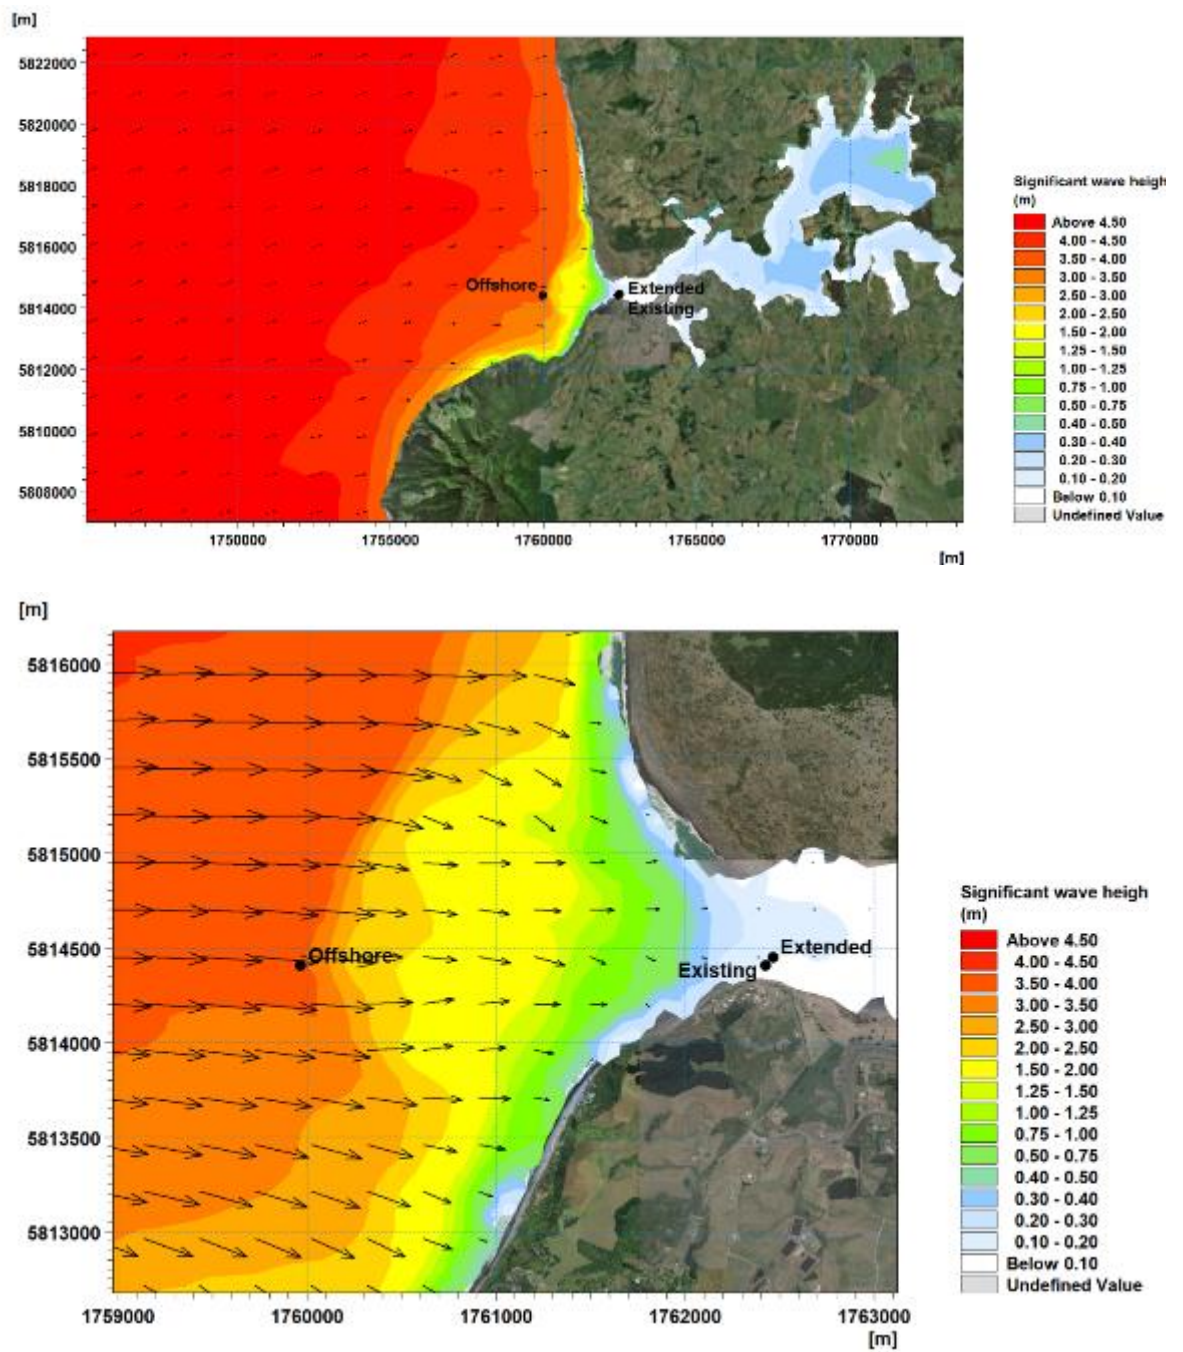 [m]
5822000
5820000
5818000
5816000
5814000
5812000
5810000
5808000
Offshore
Extended
Existing
1750000
1755000
1760000
1765000
1770000
[m]
Significant wave heigh
(m)
Above 4.50
4.00 - 4.50
3.50 - 4.00
3.00 - 3.50
2.50 - 3.00
2.00 - 2.50
1.50 - 2.00
1.25 - 1.50
1.00 - 1.25
0.75 - 1.00
0.50 - 0.75
0.40 - 0.50
0.30 - 0.40
0.20 - 0.30
0.10 - 0.20
Below 0.10
Undefined Value
[m]
5816000
5815500
5815000
5814500
5814000
5813500
5813000
Offshore
Extended
Existing
1759000
1760000
1761000
1762000
1763000
[m]
Significant wave heigh
(m)
Above 4.50
4.00 - 4.50
3.50 - 4.00
3.00 - 3.50
2.50 - 3.00
2.00 - 2.50
1.50 - 2.00
1.25 - 1.50
1.00 - 1.25
0.75 - 1.00
0.50 - 0.75
0.40 - 0.50
0.30 - 0.40
0.20 - 0.30
0.10 - 0.20
Below 0.10
Undefined Value